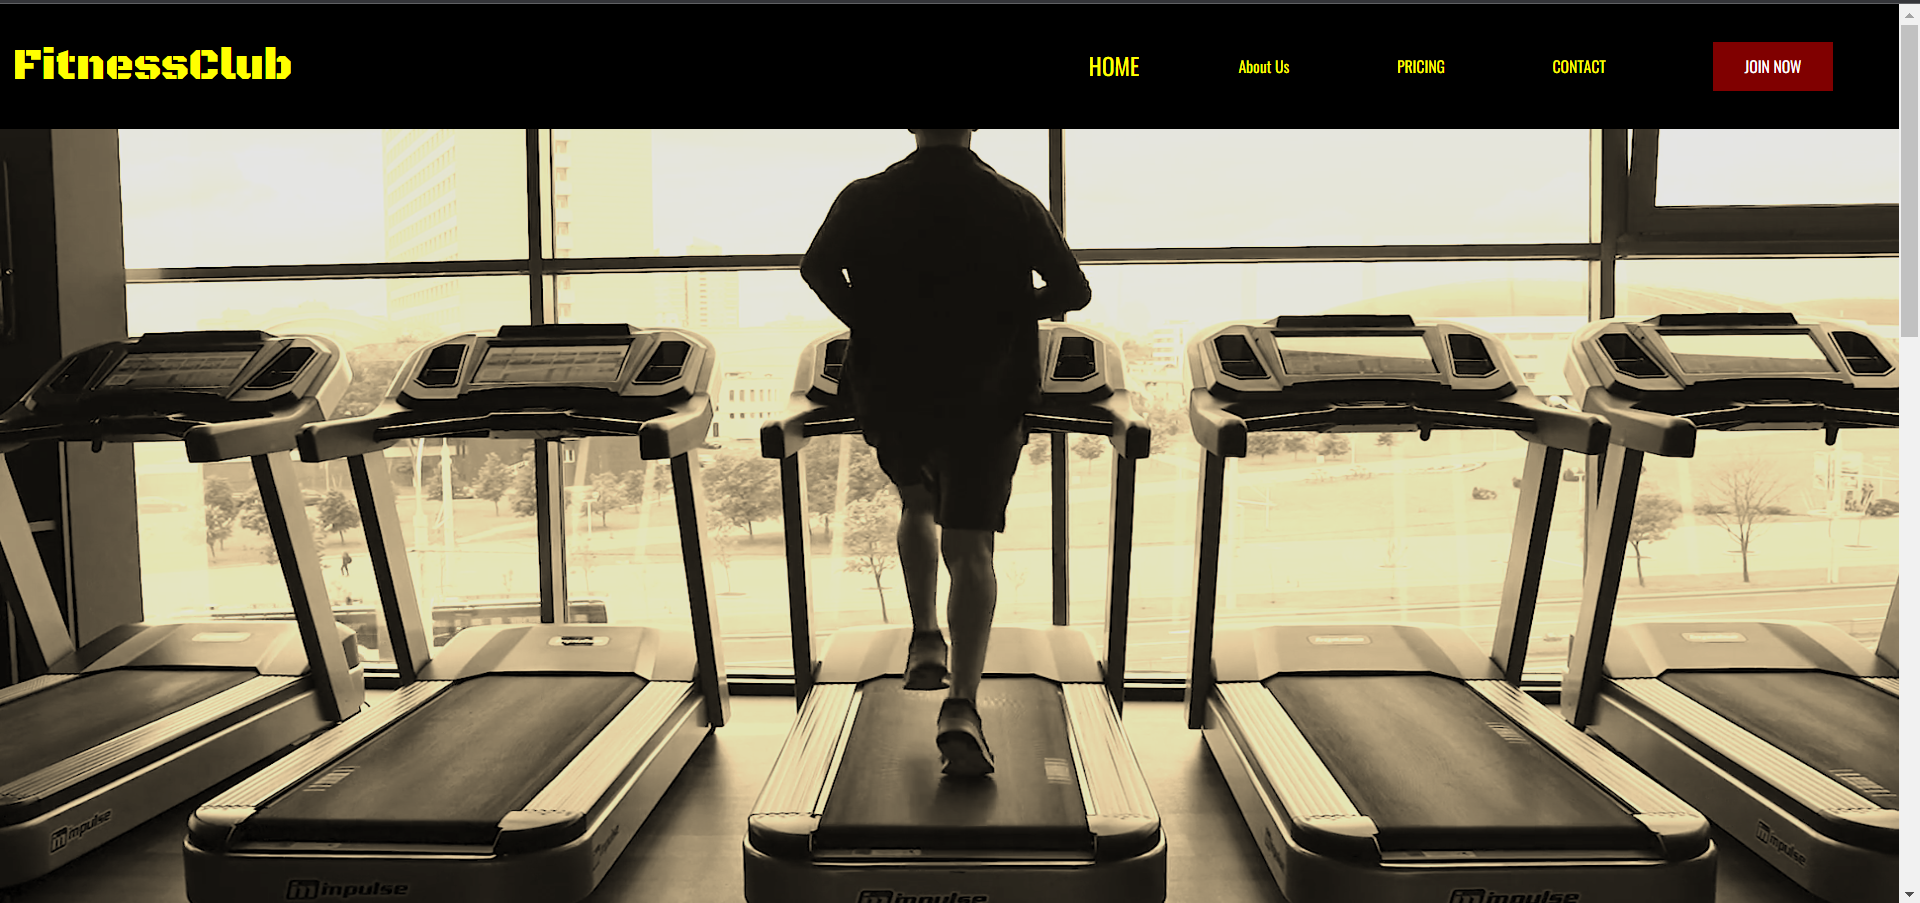 FitnessClub
HOME
About Us
PRICING
CONTACT
JOIN NOW
impulse
impulse
impulse
impulse
impulse